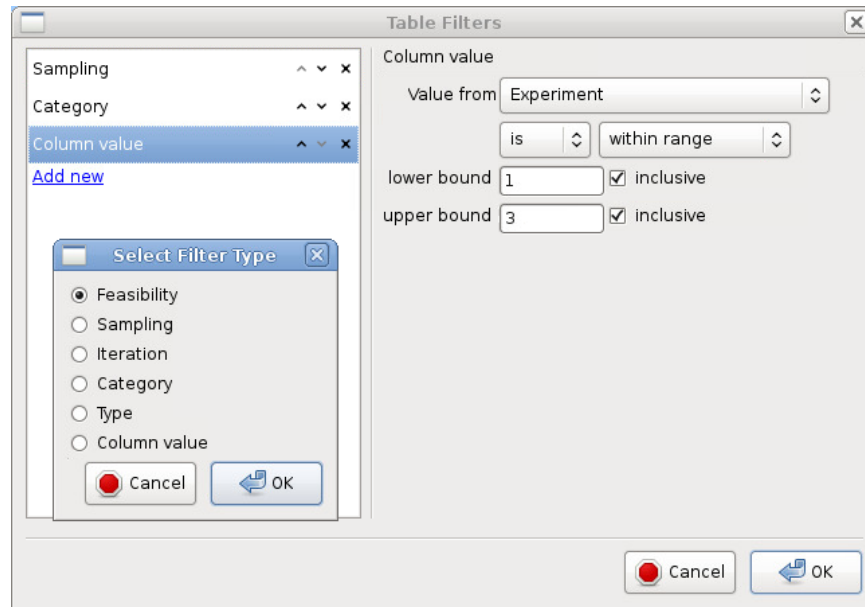 Table Filters
Sampling
Category
Column value
Add new
Column value
Value from Experiment
is within range
lower bound 1 inclusive
upper bound 3 inclusive
Select Filter Type
Feasibility
Sampling
Iteration
Category
Type
Column value
Cancel OK
Cancel OK